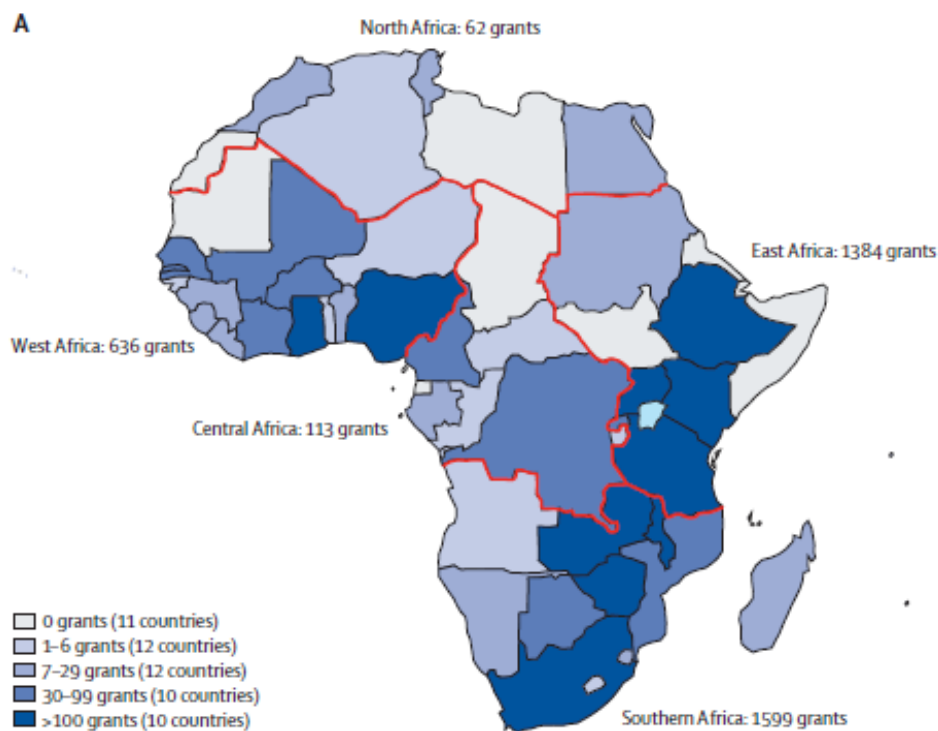 A
North Africa: 62 grants
East Africa: 1384 grants
West Africa: 636 grants
Central Africa: 113 grants
0 grants (11 countries)
1–6 grants (12 countries)
7–29 grants (12 countries)
30–99 grants (10 countries)
>100 grants (10 countries)
Southern Africa: 1599 grants